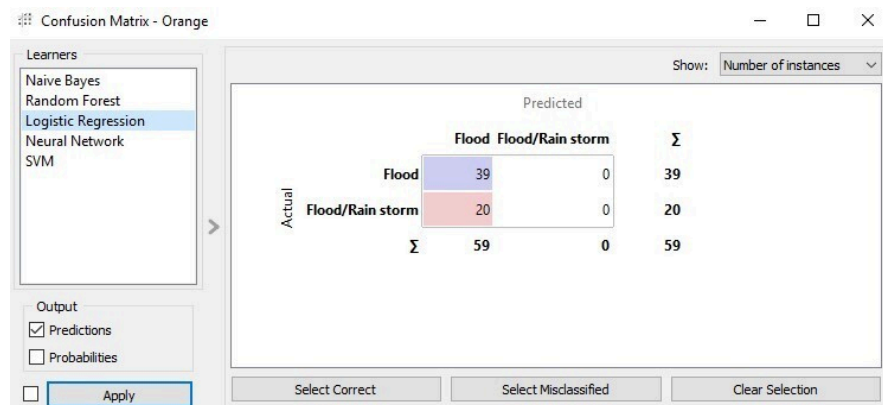 Confusion Matrix - Orange
Learners
Naive Bayes
Random Forest
Logistic Regression
Neural Network
SVM
Output
Predictions
Probabilities
Apply
Show: Number of instances
Predicted
Flood Flood/Rain storm Σ
Actual
Flood 39 0 39
Flood/Rain storm 20 0 20
Σ 59 0 59
Select Correct Select Misclassified Clear Selection